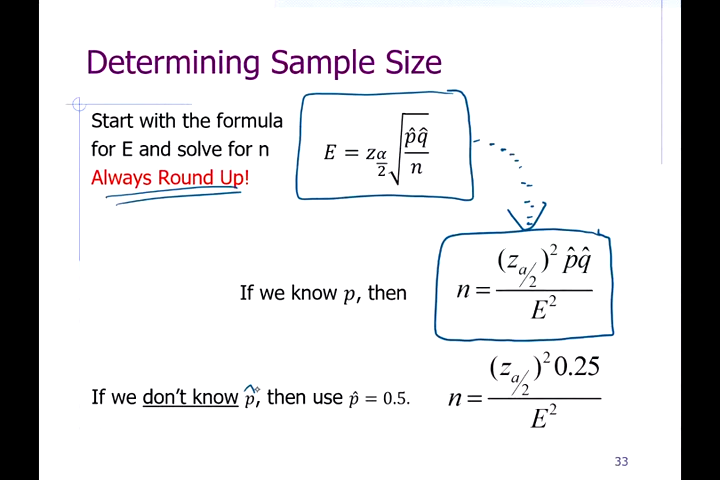 Determining Sample Size
Start with the formula
for E and solve for n
Always Round Up!
E = z_{α/2} √(p̂q̂/n)
If we know p, then
n = (z_{a/2})² p̂q̂ / E²
If we don't know p̂, then use p̂ = 0.5.
n = (z_{a/2})² 0.25 / E²
33